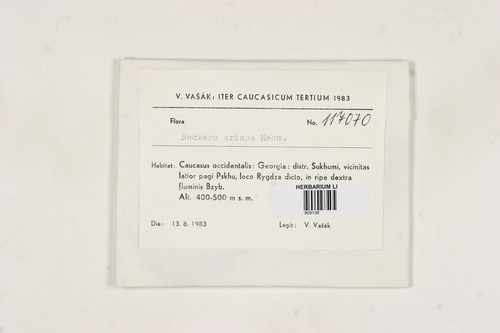 V. VAŠÁK: ITER CAUCASICUM TERTIUM 1983
Flora No. 117070
Neckera crispa Hedw.
Habitat: Caucasus occidentalis: Georgia: distr. Sukhumi, vicinitas
latior pagi Pskhu, loco Rygdza dicto, in ripa dextra
fluminis Bzyb.
Alt. 400-500 m s. m.
HERBARIUM LI
809108
Die: 13. 8. 1983 Legit: V. Vašák